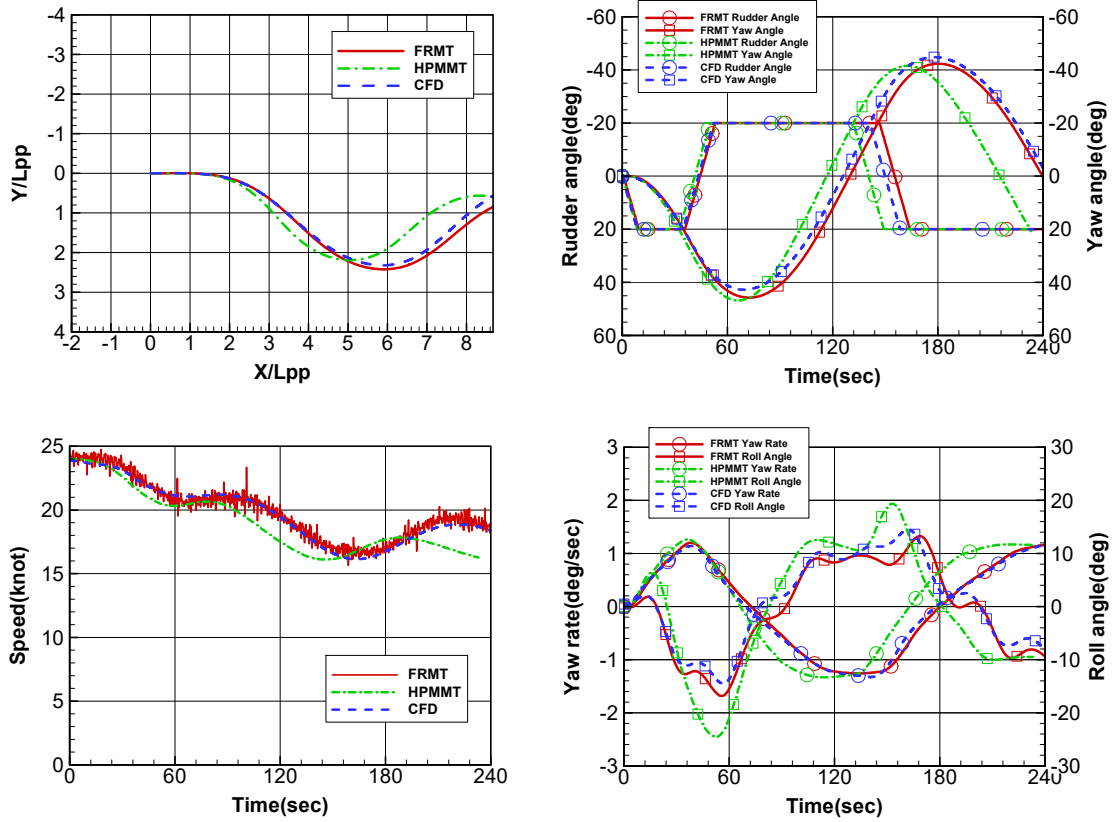 -4
-3
-2
-1
0
1
2
3
4
Y/Lpp
-2 -1 0 1 2 3 4 5 6 7 8
X/Lpp
FRMT
HPMMT
CFD
-60
-40
-20
0
20
40
60
Rudder angle(deg)
0 60 120 180 240
Time(sec)
-60
-40
-20
0
20
40
60
Yaw angle(deg)
FRMT Rudder Angle
FRMT Yaw Angle
HPMMT Rudder Angle
HPMMT Yaw Angle
CFD Rudder Angle
CFD Yaw Angle
25
20
15
10
5
0
Speed(knot)
0 60 120 180 240
Time(sec)
FRMT
HPMMT
CFD
3
2
1
0
-1
-2
-3
Yaw rate(deg/sec)
0 60 120 180 240
Time(sec)
30
20
10
0
-10
-20
-30
Roll angle(deg)
FRMT Yaw Rate
FRMT Roll Angle
HPMMT Yaw Rate
HPMMT Roll Angle
CFD Yaw Rate
CFD Roll Angle